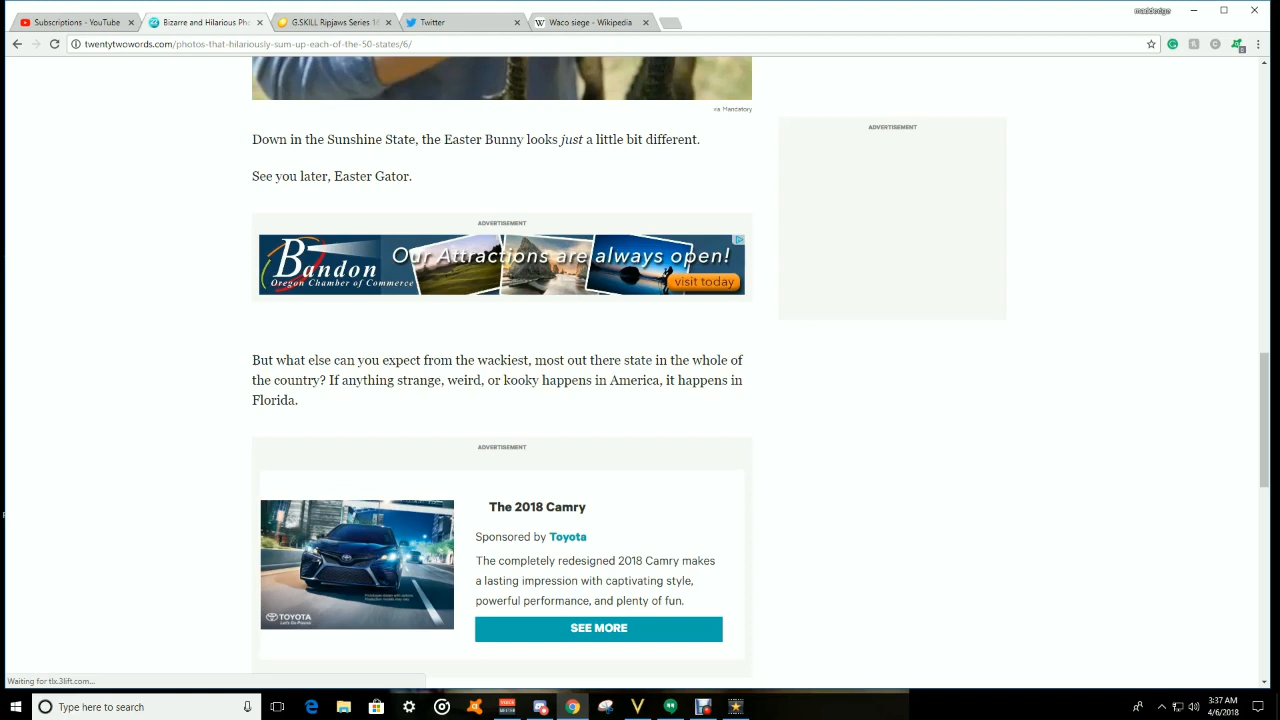 maddodge
Subscriptions - YouTube
Bizarre and Hilarious Ph
G.SKILL Ripjaws Series 1
Twitter
W Waco siege - Wikipedia
twentytwowords.com/photos-that-hilariously-sum-up-each-of-the-50-states/6/
via Mandatory
Down in the Sunshine State, the Easter Bunny looks just a little bit different.
ADVERTISEMENT
See you later, Easter Gator.
ADVERTISEMENT
Bandon
Oregon Chamber of Commerce
Our Attractions are always open!
visit today
But what else can you expect from the wackiest, most out there state in the whole of
the country? If anything strange, weird, or kooky happens in America, it happens in
Florida.
ADVERTISEMENT
The 2018 Camry
Sponsored by Toyota
The completely redesigned 2018 Camry makes
a lasting impression with captivating style,
powerful performance, and plenty of fun.
SEE MORE
TOYOTA
Let's Go Places
Waiting for tlx.3lift.com...
Type here to search
3:37 AM
4/6/2018